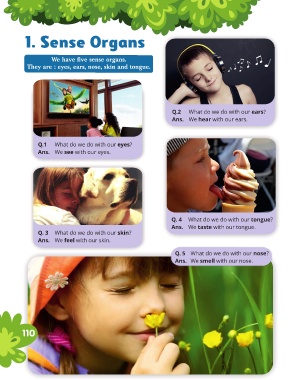 1. Sense Organs
We have five sense organs.
They are : eyes, ears, nose, skin and tongue.
Q.1 What do we do with our eyes?
Ans. We see with our eyes.
Q.2 What do we do with our ears?
Ans. We hear with our ears.
Q. 3 What do we do with our skin?
Ans. We feel with our skin.
Q. 4 What do we do with our tongue?
Ans. We taste with our tongue.
Q. 5 What do we do with our nose?
Ans. We smell with our nose.
110